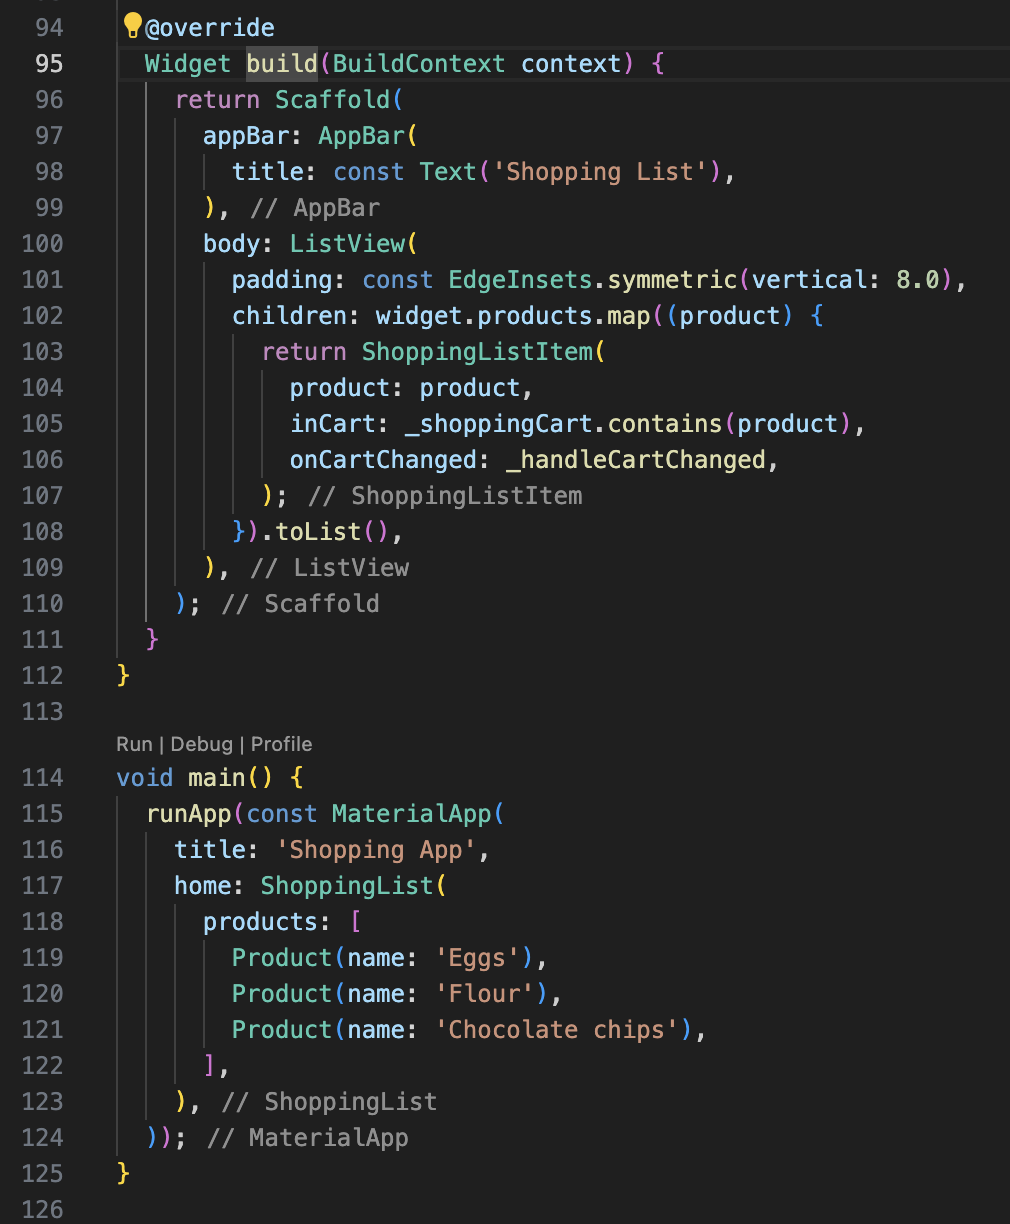 94 @override
95 Widget build(BuildContext context) {
96 return Scaffold(
97 appBar: AppBar(
98 title: const Text('Shopping List'),
99 ), // AppBar
100 body: ListView(
101 padding: const EdgeInsets.symmetric(vertical: 8.0),
102 children: widget.products.map((product) {
103 return ShoppingListItem(
104 product: product,
105 inCart: _shoppingCart.contains(product),
106 onCartChanged: _handleCartChanged,
107 ); // ShoppingListItem
108 }).toList(),
109 ), // ListView
110 ); // Scaffold
111 }
112 }
113
Run | Debug | Profile
114 void main() {
115 runApp(const MaterialApp(
116 title: 'Shopping App',
117 home: ShoppingList(
118 products: [
119 Product(name: 'Eggs'),
120 Product(name: 'Flour'),
121 Product(name: 'Chocolate chips'),
122 ],
123 ), // ShoppingList
124 )); // MaterialApp
125 }
126